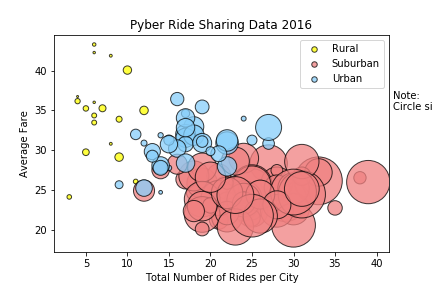 Pyber Ride Sharing Data 2016
Rural
Suburban
Urban
Note:
Circle si
Average Fare
40
35
30
25
20
5 10 15 20 25 30 35 40
Total Number of Rides per City